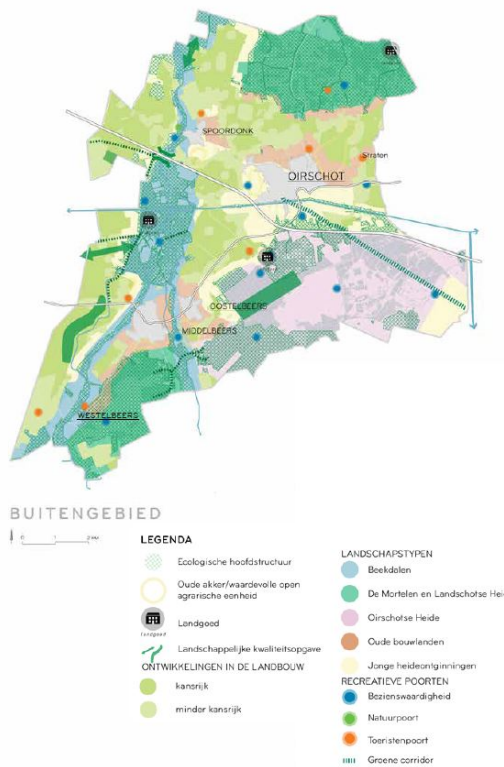 SPOORDONK
Straten
OIRSCHOT
OOSTELBEERS
MIDDELBEERS
WESTELBEERS
BUITENGEBIED
0 1 2 km
LEGENDA
Ecologische hoofdstructuur
Oude akker/waardevolle open
agrarische eenheid
Landgoed
landgoed
Landschappelijke kwaliteitsopgave
ONTWIKKELINGEN IN DE LANDBOUW
kansrijk
minder kansrijk
LANDSCHAPSTYPEN
Beekdalen
De Mortelen en Landschotse Hei
Oirschotse Heide
Oude bouwlanden
Jonge heideontginningen
RECREATIEVE POORTEN
Bezienswaardigheid
Natuurpoort
Toeristenpoort
Groene corridor